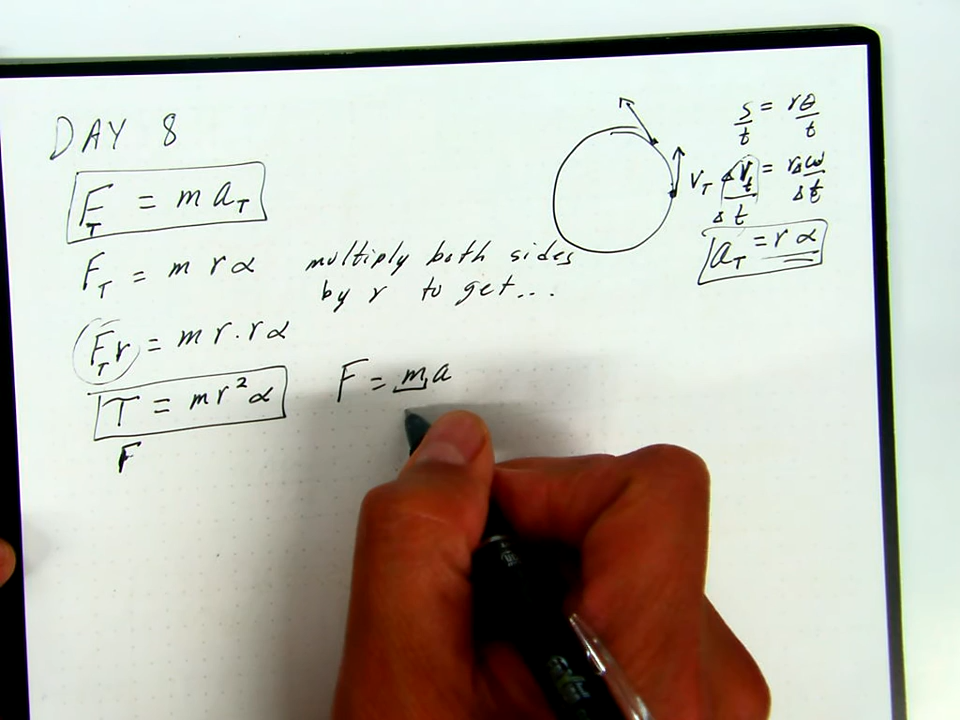 DAY 8
F_T = m a_T
F_T = m r α multiply both sides
by r to get...
F_T r = m r · r α
τ = m r² α
F
F = m a
s/t = rθ/t
V_T Δv_t/Δt = rΔω/Δt
a_T = r α